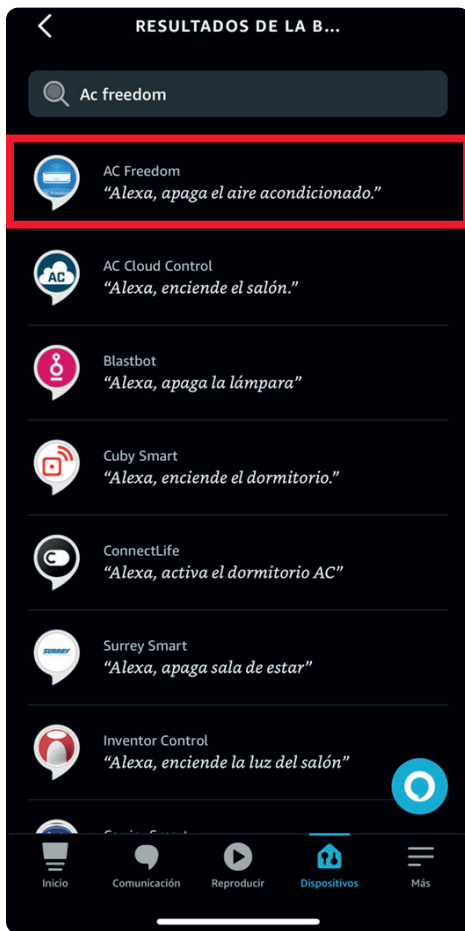 RESULTADOS DE LA B...
Ac freedom
AC Freedom
“Alexa, apaga el aire acondicionado.”
AC
AC Cloud Control
“Alexa, enciende el salón.”
Blastbot
“Alexa, apaga la lámpara”
Cuby Smart
“Alexa, enciende el dormitorio.”
ConnectLife
“Alexa, activa el dormitorio AC”
SURREY
Surrey Smart
“Alexa, apaga sala de estar”
Inventor Control
“Alexa, enciende la luz del salón”
Inicio
Comunicación
Reproducir
Dispositivos
Más